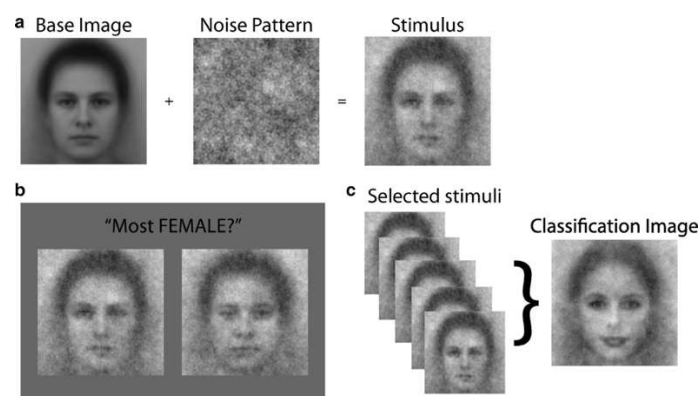 a Base Image Noise Pattern Stimulus
+ =
b
"Most FEMALE?"
c
Selected stimuli
Classification Image
}